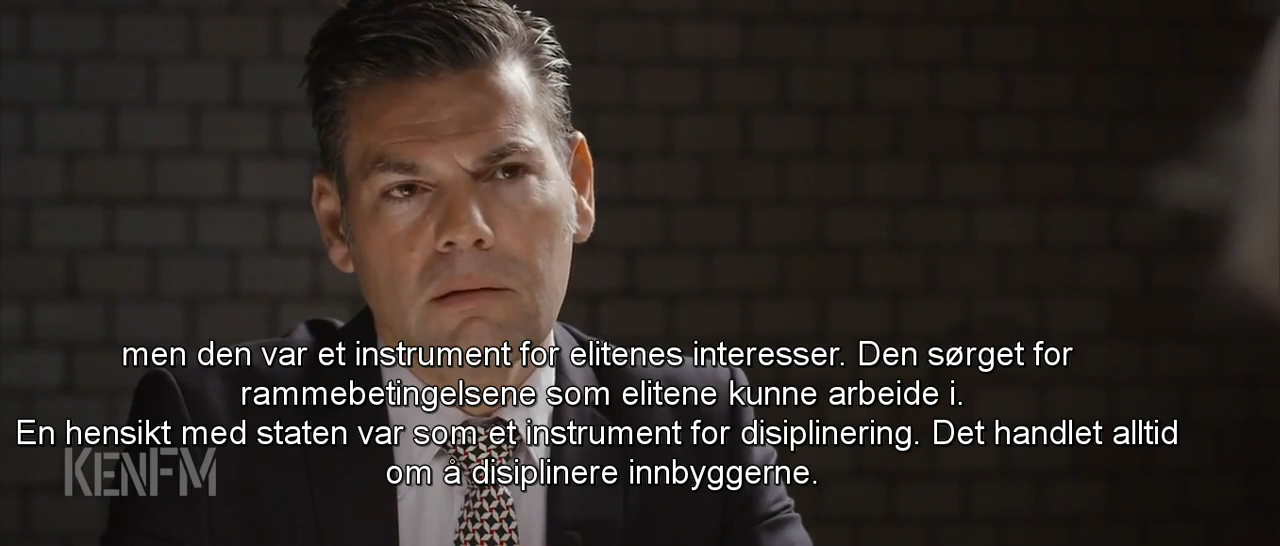 men den var et instrument for elitenes interesser. Den sørget for
rammebetingelsene som elitene kunne arbeide i.
En hensikt med staten var som et instrument for disiplinering. Det handlet alltid
om å disiplinere innbyggerne.
KENFM